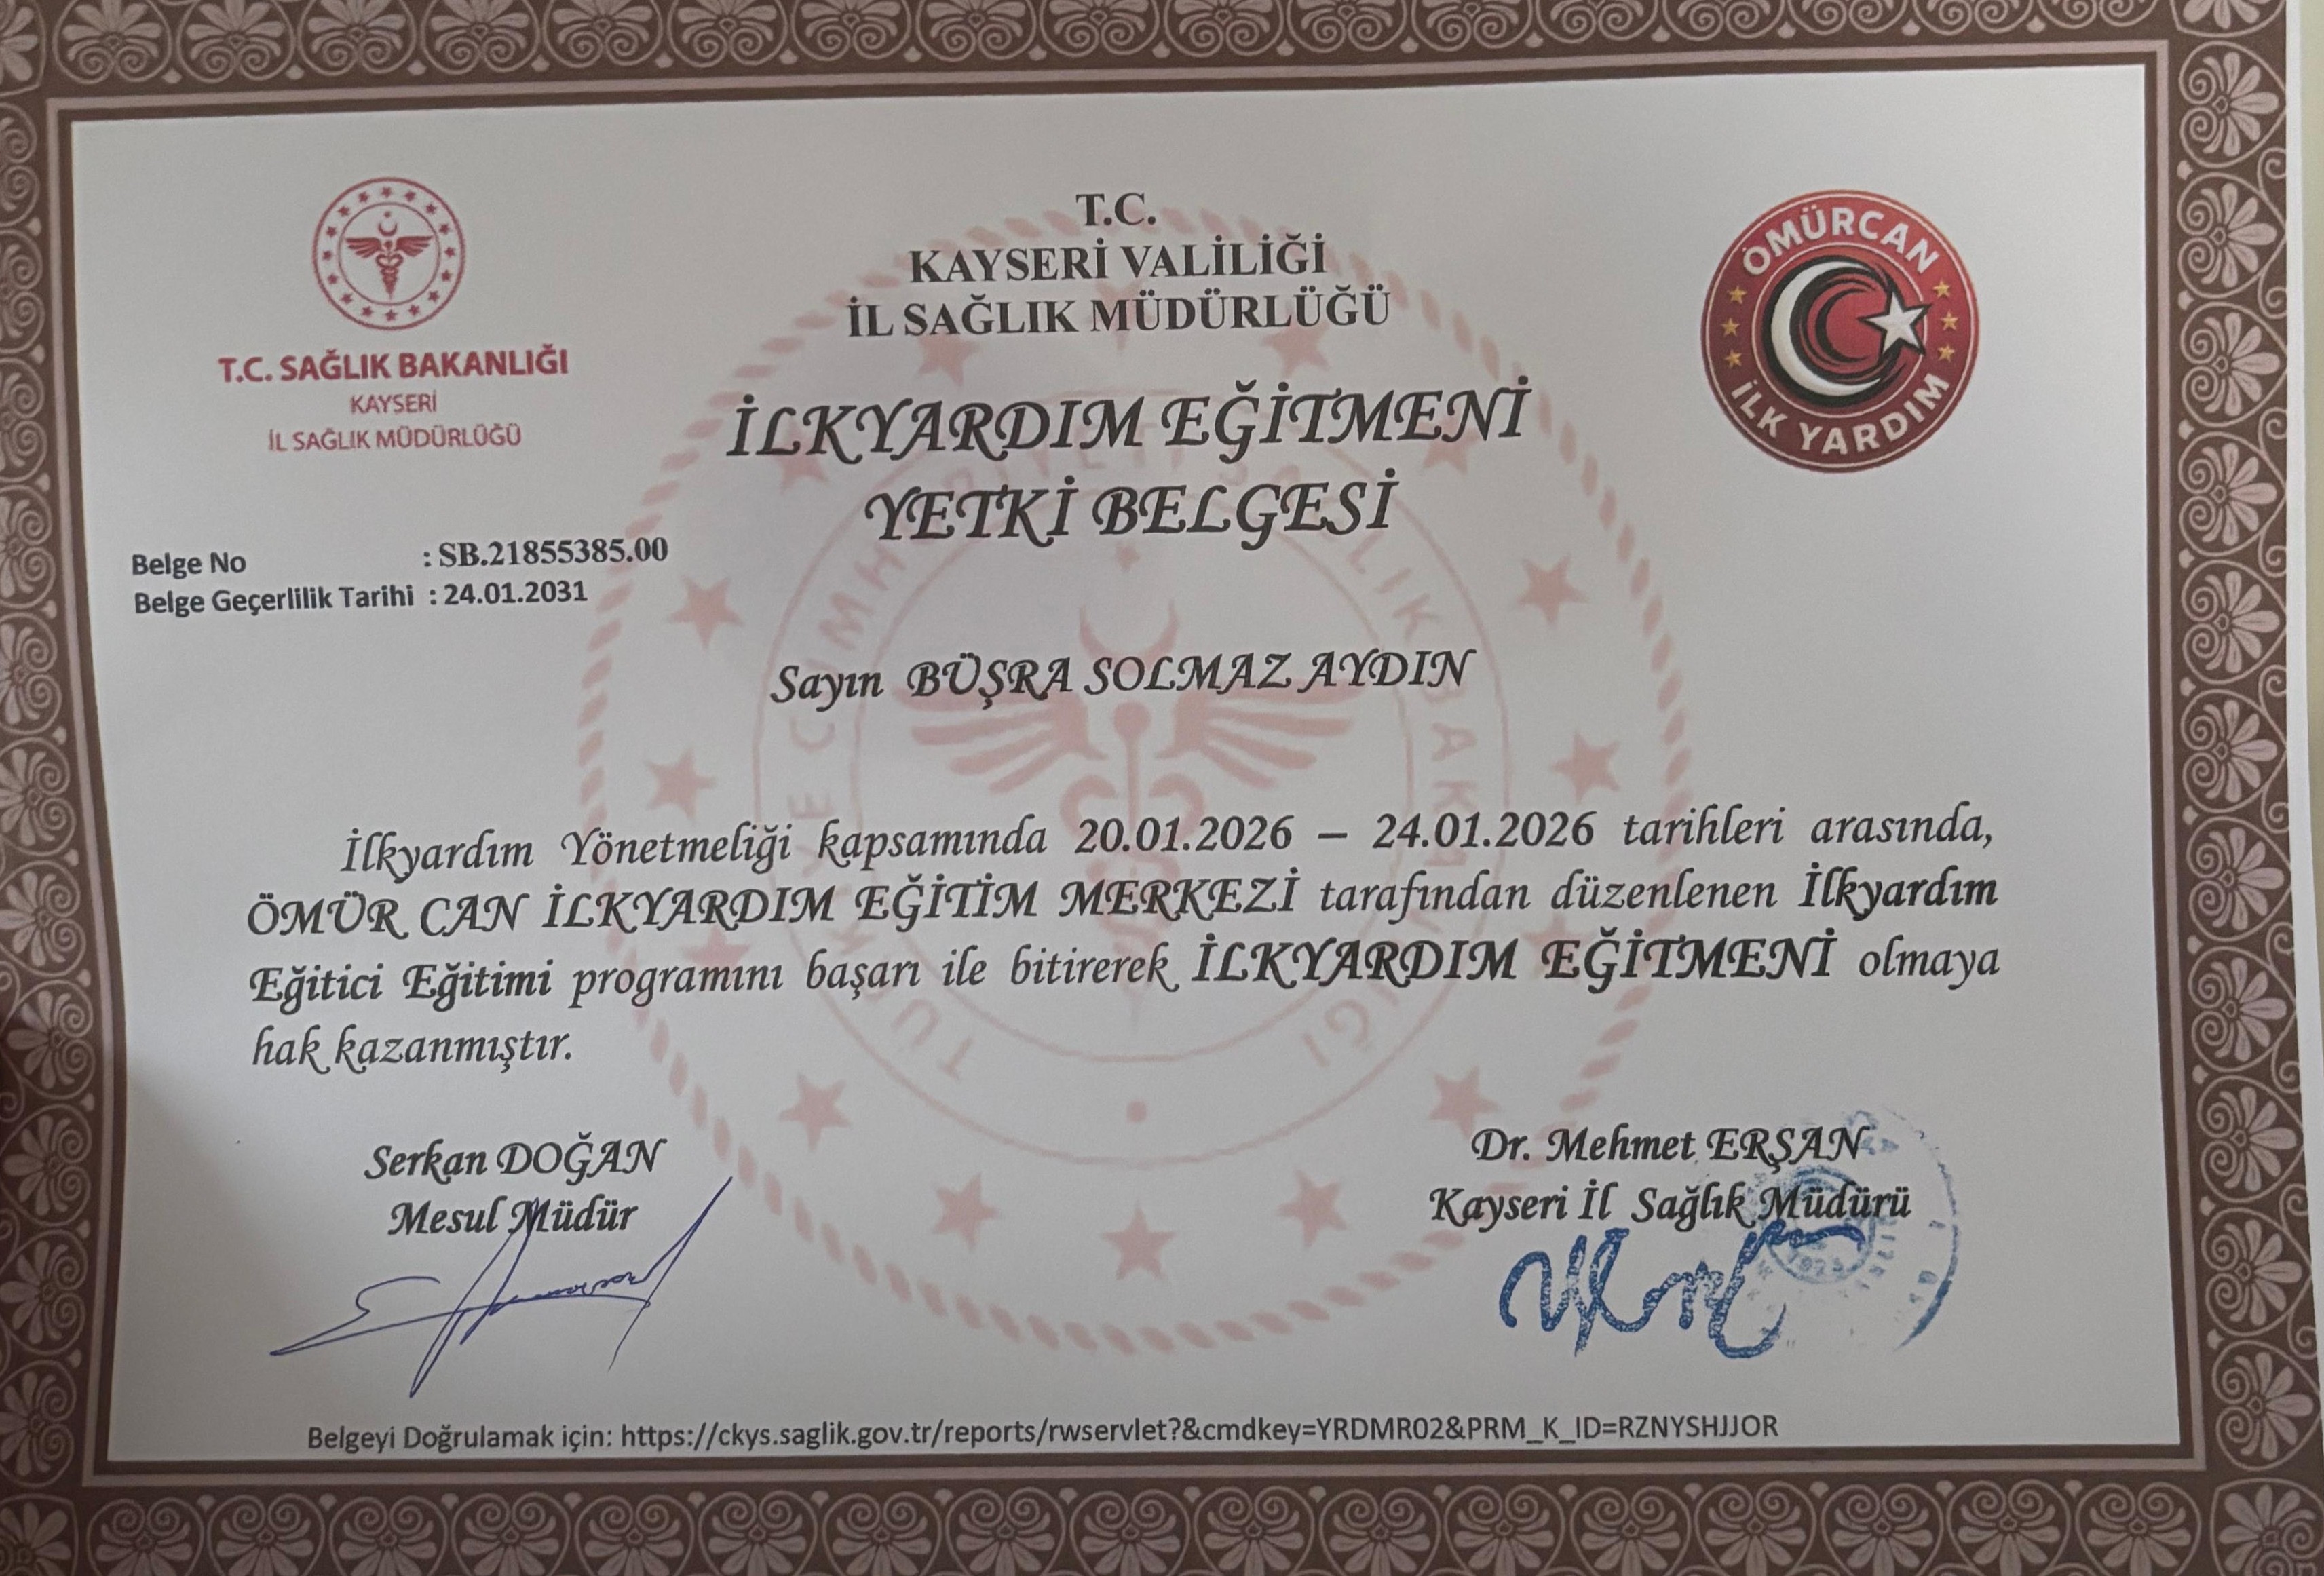 T.C.
KAYSERİ VALİLİĞİ
İL SAĞLIK MÜDÜRLÜĞÜ
T.C. SAĞLIK BAKANLIĞI
KAYSERİ
İL SAĞLIK MÜDÜRLÜĞÜ
ÖMÜRCAN
İLK YARDIM
İLKYARDIM EĞİTMENİ
YETKİ BELGESİ
Belge No : SB.21855385.00
Belge Geçerlilik Tarihi : 24.01.2031
Sayın BÜŞRA SOLMAZ AYDIN
İlkyardım Yönetmeliği kapsamında 20.01.2026 – 24.01.2026 tarihleri arasında,
ÖMÜR CAN İLKYARDIM EĞİTİM MERKEZİ tarafından düzenlenen İlkyardım
Eğitici Eğitimi programını başarı ile bitirerek İLKYARDIM EĞİTMENİ olmaya
hak kazanmıştır.
Serkan DOĞAN
Mesul Müdür
Dr. Mehmet ERŞAN
Kayseri İl Sağlık Müdürü
Belgeyi Doğrulamak için: https://ckys.saglik.gov.tr/reports/rwservlet?&cmdkey=YRDMR02&PRM_K_ID=RZNYSHJJOR